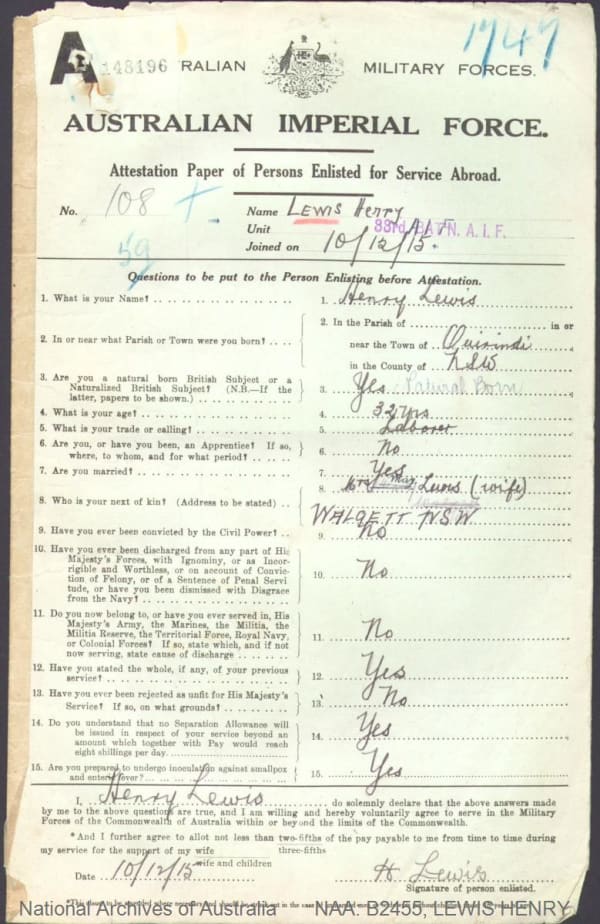 A
148196 RALIAN MILITARY FORCES.
1747
AUSTRALIAN IMPERIAL FORCE.
Attestation Paper of Persons Enlisted for Service Abroad.
No. 108 Name LEWIS Henry
Unit 33rd. BAT'N. A.I.F.
Joined on 10/12/15.
59
Questions to be put to the Person Enlisting before Attestation.
1. What is your Name? 1. Henry Lewis
2. In or near what Parish or Town were you born? 2. In the Parish of in or
near the Town of Quirindi
in the County of NSW
3. Are you a natural born British Subject or a
Naturalized British Subject? (N.B.—If the
latter, papers to be shown.) 3. Yes Natural Born
4. What is your age? 4. 32 yrs
5. What is your trade or calling? 5. Laborer
6. Are you, or have you been, an Apprentice? If so,
where, to whom, and for what period? 6. No
7. Are you married? 7. Yes
8. Who is your next of kin? (Address to be stated) 8. Mrs May Lewis (wife)
WALGETT NSW
9. Have you ever been convicted by the Civil Power? 9. No
10. Have you ever been discharged from any part of His
Majesty's Forces, with Ignominy, or as Incor-
rigible and Worthless, or on account of Convic-
tion of Felony, or of a Sentence of Penal Servi
tude, or have you been dismissed with Disgrace
from the Navy? 10. No
11. Do you now belong to, or have you ever served in, His
Majesty's Army, the Marines, the Militia, the
Militia Reserve, the Territorial Force, Royal Navy,
or Colonial Forces? If so, state which, and if not
now serving, state cause of discharge 11. No
12. Have you stated the whole, if any, of your previous
service? 12. Yes
13. Have you ever been rejected as unfit for His Majesty's
Service? If so, on what grounds? 13. No
14. Do you understand that no Separation Allowance will
be issued in respect of your service beyond an
amount which together with Pay would reach
eight shillings per day. 14. Yes
15. Are you prepared to undergo inoculation against smallpox
and enteric fever? 15. Yes
I, Henry Lewis do solemnly declare that the above answers made
by me to the above questions are true, and I am willing and hereby voluntarily agree to serve in the Military
Forces of the Commonwealth of Australia within or beyond the limits of the Commonwealth.
*And I further agree to allot not less than two-fifths of the pay payable to me from time to time during
three-fifths
my service for the support of my wife
wife and children
Date 10/12/15 H. Lewis
Signature of person enlisted.
National Archives of Australia NAA: B2455, LEWIS HENRY